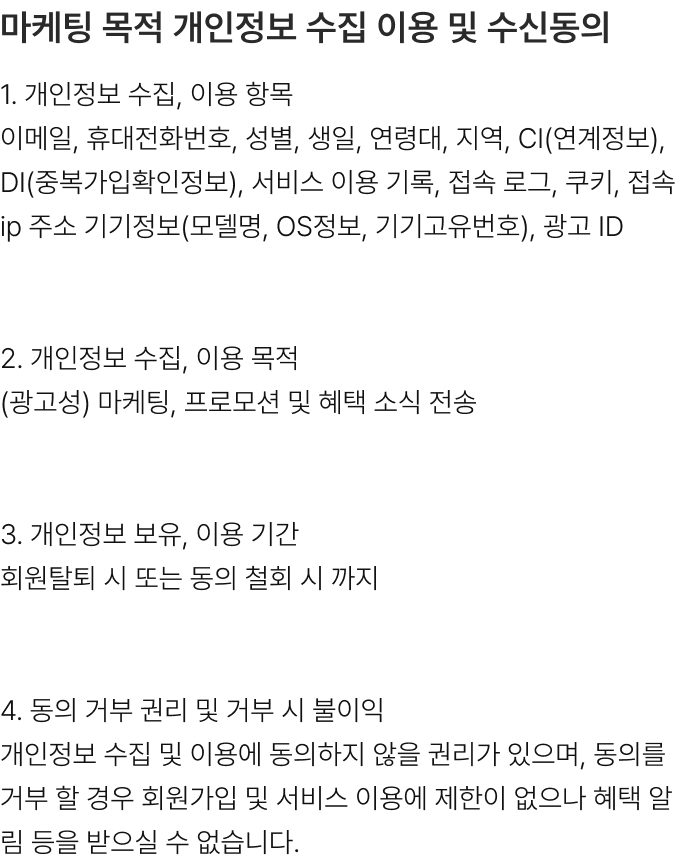 마케팅 목적 개인정보 수집 이용 및 수신동의
1. 개인정보 수집, 이용 항목
이메일, 휴대전화번호, 성별, 생일, 연령대, 지역, CI(연계정보),
DI(중복가입확인정보), 서비스 이용 기록, 접속 로그, 쿠키, 접속
ip 주소 기기정보(모델명, OS정보, 기기고유번호), 광고 ID
2. 개인정보 수집, 이용 목적
(광고성) 마케팅, 프로모션 및 혜택 소식 전송
3. 개인정보 보유, 이용 기간
회원탈퇴 시 또는 동의 철회 시 까지
4. 동의 거부 권리 및 거부 시 불이익
개인정보 수집 및 이용에 동의하지 않을 권리가 있으며, 동의를
거부 할 경우 회원가입 및 서비스 이용에 제한이 없으나 혜택 알
림 등을 받으실 수 없습니다.